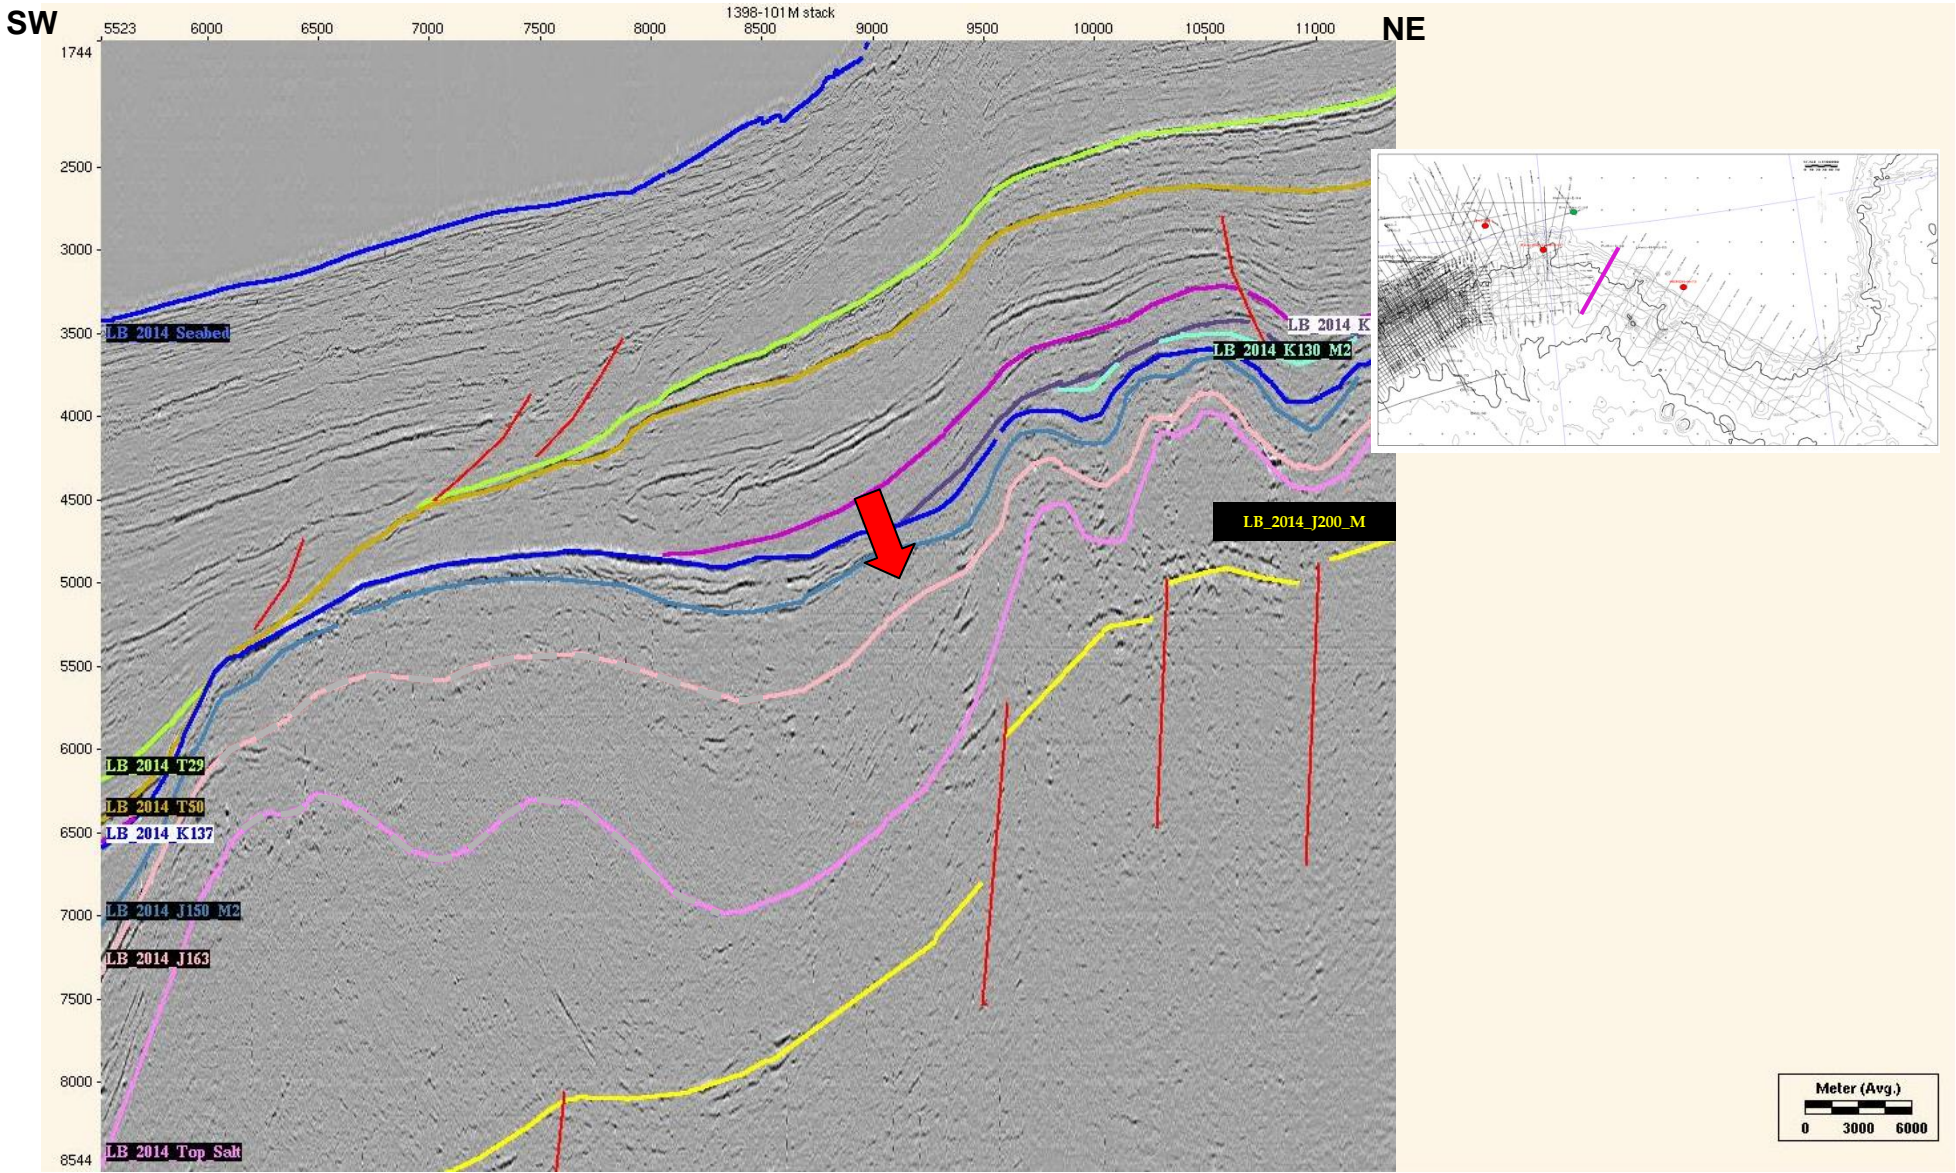 SW
1398-101M stack
NE
5523 6000 6500 7000 7500 8000 8500 9000 9500 10000 10500 11000
1744
2500
3000
3500
4000
4500
5000
5500
6000
6500
7000
7500
8000
8544
LB_2014_Seabed
LB_2014_K
LB_2014_K130_M2
LB_2014_J200_M
LB_2014_T29
LB_2014_T50
LB_2014_K137
LB_2014_J150_M2
LB_2014_J163
LB_2014_Top_Salt
Meter (Avg.)
0 3000 6000